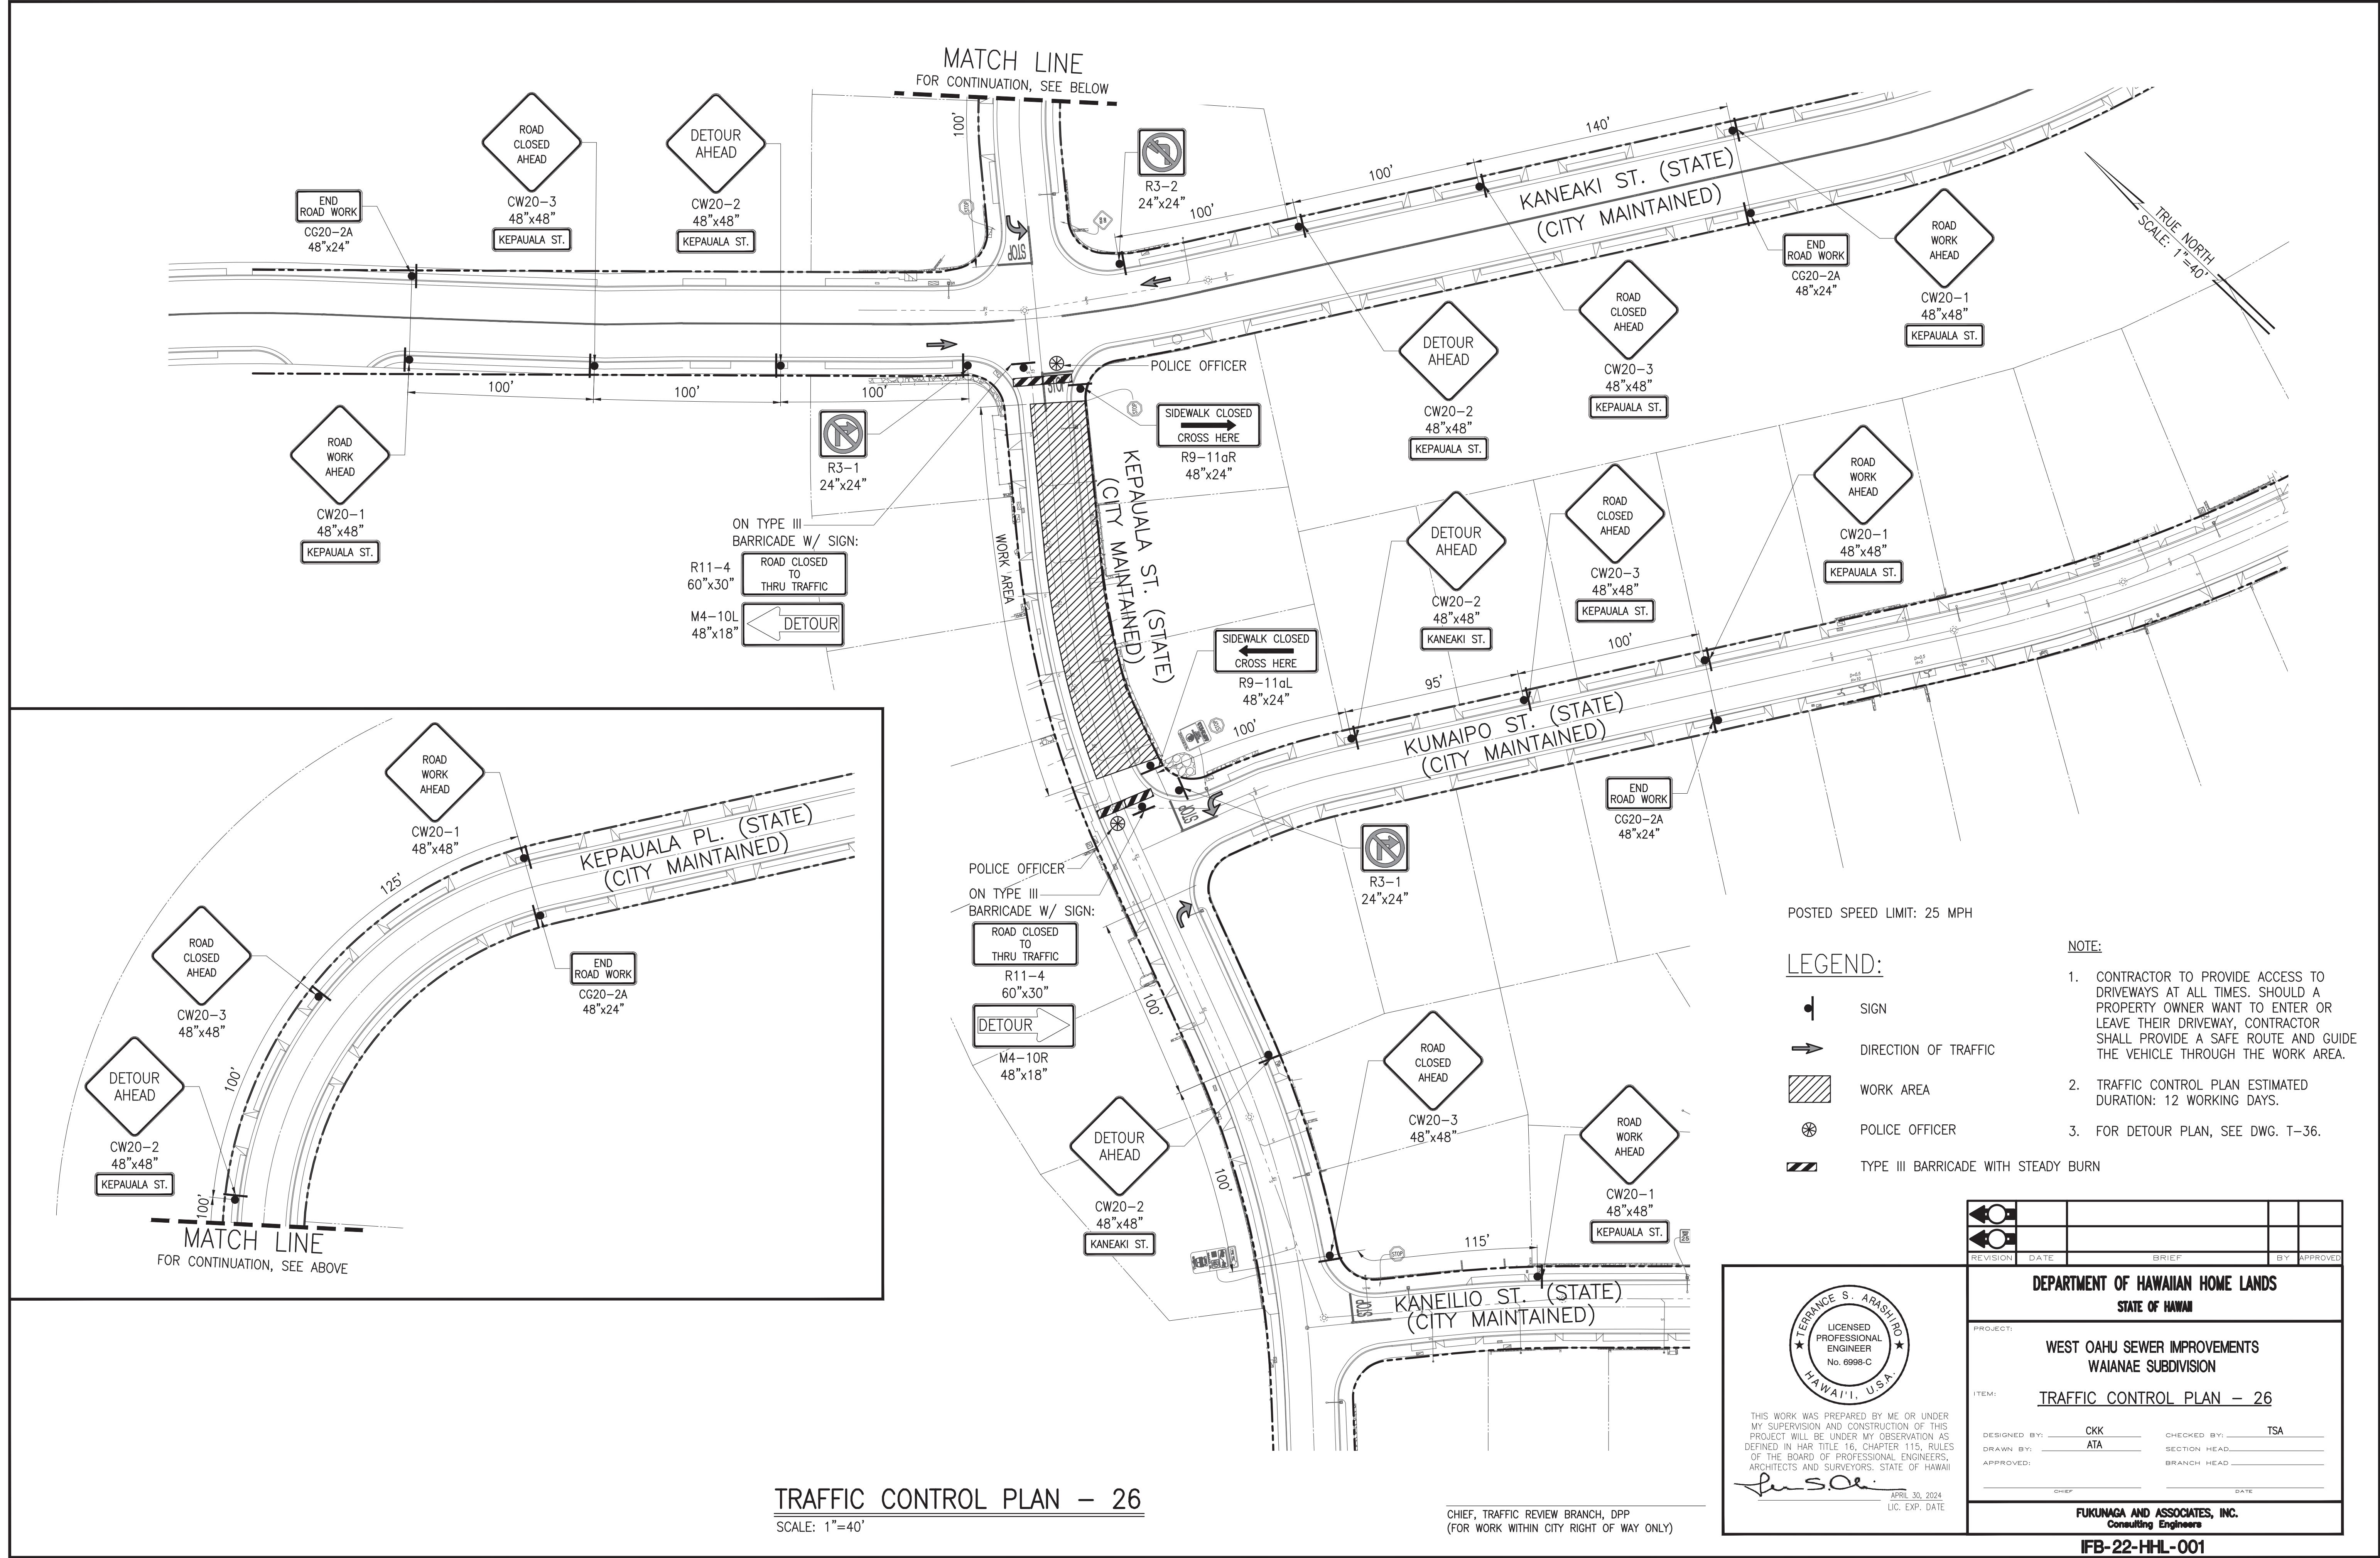 MATCH LINE
FOR CONTINUATION, SEE BELOW
ROAD
CLOSED
AHEAD
CW20-3
48"x48"
KEPAUALA ST.
DETOUR
AHEAD
CW20-2
48"x48"
KEPAUALA ST.
END
ROAD WORK
CG20-2A
48"x24"
100'
STOP
STOP
R3-2
24"x24"
100'
100'
140'
KANEAKI ST. (STATE)
(CITY MAINTAINED)
TRUE NORTH
SCALE: 1"=40'
ROAD
WORK
AHEAD
CW20-1
48"x48"
KEPAUALA ST.
END
ROAD WORK
CG20-2A
48"x24"
ROAD
CLOSED
AHEAD
CW20-3
48"x48"
KEPAUALA ST.
DETOUR
AHEAD
CW20-2
48"x48"
KEPAUALA ST.
100'
100'
100'
ROAD
WORK
AHEAD
CW20-1
48"x48"
KEPAUALA ST.
R3-1
24"x24"
POLICE OFFICER
STOP
STOP
SIDEWALK CLOSED
CROSS HERE
R9-11aR
48"x24"
ON TYPE III
BARRICADE W/ SIGN:
R11-4
60"x30"
ROAD CLOSED
TO
THRU TRAFFIC
M4-10L
48"x18"
DETOUR
WORK AREA
KEPAUALA ST. (STATE)
(CITY MAINTAINED)
SIDEWALK CLOSED
CROSS HERE
R9-11aL
48"x24"
DETOUR
AHEAD
CW20-2
48"x48"
KANEAKI ST.
ROAD
CLOSED
AHEAD
CW20-3
48"x48"
KEPAUALA ST.
ROAD
WORK
AHEAD
CW20-1
48"x48"
KEPAUALA ST.
100'
95'
100'
KUMAIPO ST. (STATE)
(CITY MAINTAINED)
STOP
STOP
END
ROAD WORK
CG20-2A
48"x24"
R3-1
24"x24"
POLICE OFFICER
ON TYPE III
BARRICADE W/ SIGN:
ROAD CLOSED
TO
THRU TRAFFIC
R11-4
60"x30"
DETOUR
M4-10R
48"x18"
100'
100'
DETOUR
AHEAD
CW20-2
48"x48"
KANEAKI ST.
ROAD
CLOSED
AHEAD
CW20-3
48"x48"
ROAD
WORK
AHEAD
CW20-1
48"x48"
KEPAUALA ST.
115'
STOP
STOP
KANEILIO ST. (STATE)
(CITY MAINTAINED)
ROAD
WORK
AHEAD
CW20-1
48"x48"
KEPAUALA PL. (STATE)
(CITY MAINTAINED)
125'
ROAD
CLOSED
AHEAD
CW20-3
48"x48"
END
ROAD WORK
CG20-2A
48"x24"
100'
DETOUR
AHEAD
CW20-2
48"x48"
KEPAUALA ST.
100'
MATCH LINE
FOR CONTINUATION, SEE ABOVE
POSTED SPEED LIMIT: 25 MPH
LEGEND:
SIGN
DIRECTION OF TRAFFIC
WORK AREA
POLICE OFFICER
TYPE III BARRICADE WITH STEADY BURN
NOTE:
1. CONTRACTOR TO PROVIDE ACCESS TO
DRIVEWAYS AT ALL TIMES. SHOULD A
PROPERTY OWNER WANT TO ENTER OR
LEAVE THEIR DRIVEWAY, CONTRACTOR
SHALL PROVIDE A SAFE ROUTE AND GUIDE
THE VEHICLE THROUGH THE WORK AREA.
2. TRAFFIC CONTROL PLAN ESTIMATED
DURATION: 12 WORKING DAYS.
3. FOR DETOUR PLAN, SEE DWG. T-36.
TRAFFIC CONTROL PLAN - 26
SCALE: 1"=40'
CHIEF, TRAFFIC REVIEW BRANCH, DPP
(FOR WORK WITHIN CITY RIGHT OF WAY ONLY)
TERRANCE S. ARASHIRO
LICENSED
PROFESSIONAL
ENGINEER
No. 6998-C
HAWAI'I, U.S.A.
THIS WORK WAS PREPARED BY ME OR UNDER
MY SUPERVISION AND CONSTRUCTION OF THIS
PROJECT WILL BE UNDER MY OBSERVATION AS
DEFINED IN HAR TITLE 16, CHAPTER 115, RULES
OF THE BOARD OF PROFESSIONAL ENGINEERS,
ARCHITECTS AND SURVEYORS. STATE OF HAWAII
APRIL 30, 2024
LIC. EXP. DATE
REVISION DATE BRIEF BY APPROVED
DEPARTMENT OF HAWAIIAN HOME LANDS
STATE OF HAWAII
PROJECT:
WEST OAHU SEWER IMPROVEMENTS
WAIANAE SUBDIVISION
ITEM: TRAFFIC CONTROL PLAN - 26
DESIGNED BY: CKK CHECKED BY: TSA
DRAWN BY: ATA SECTION HEAD
APPROVED: BRANCH HEAD
CHIEF DATE
FUKUNAGA AND ASSOCIATES, INC.
Consulting Engineers
IFB-22-HHL-001